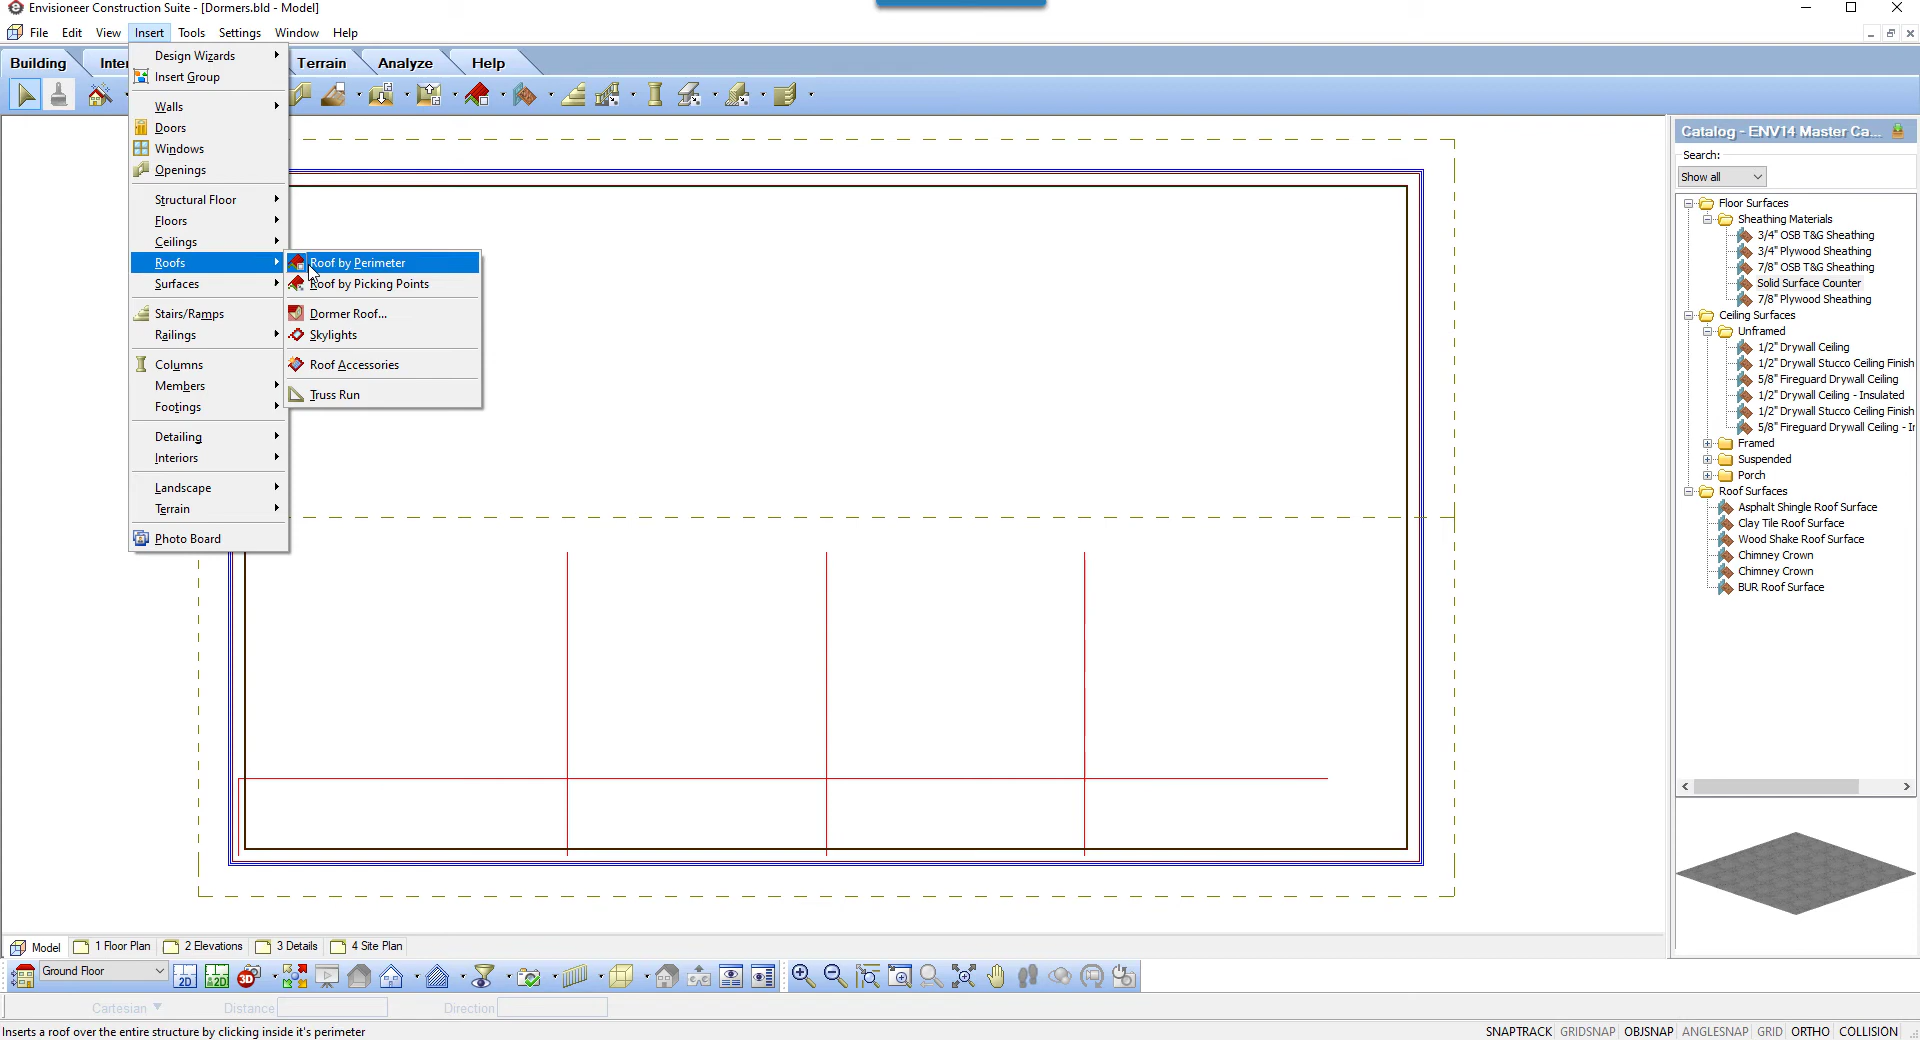 Envisioneer Construction Suite - [Dormers.bld - Model]
File Edit View Insert Tools Settings Window Help
Building Inter Terrain Analyze Help
Design Wizards
Insert Group
Walls
Doors
Windows
Openings
Structural Floor
Floors
Ceilings
Roofs
Surfaces
Stairs/Ramps
Railings
Columns
Members
Footings
Detailing
Interiors
Landscape
Terrain
Photo Board
Roof by Perimeter
Roof by Picking Points
Dormer Roof...
Skylights
Roof Accessories
Truss Run
Catalog - ENV14 Master Ca...
Search:
Show all
Floor Surfaces
Sheathing Materials
3/4" OSB T&G Sheathing
3/4" Plywood Sheathing
7/8" OSB T&G Sheathing
Solid Surface Counter
7/8" Plywood Sheathing
Ceiling Surfaces
Unframed
1/2" Drywall Ceiling
1/2" Drywall Stucco Ceiling Finish
5/8" Fireguard Drywall Ceiling
1/2" Drywall Ceiling - Insulated
1/2" Drywall Stucco Ceiling Finish
5/8" Fireguard Drywall Ceiling - Ir
Framed
Suspended
Porch
Roof Surfaces
Asphalt Shingle Roof Surface
Clay Tile Roof Surface
Wood Shake Roof Surface
Chimney Crown
Chimney Crown
BUR Roof Surface
Model 1 Floor Plan 2 Elevations 3 Details 4 Site Plan
Ground Floor 2D 2D 3D
Cartesian Distance Direction
Inserts a roof over the entire structure by clicking inside it's perimeter
SNAPTRACK GRIDSNAP OBJSNAP ANGLESNAP GRID ORTHO COLLISION